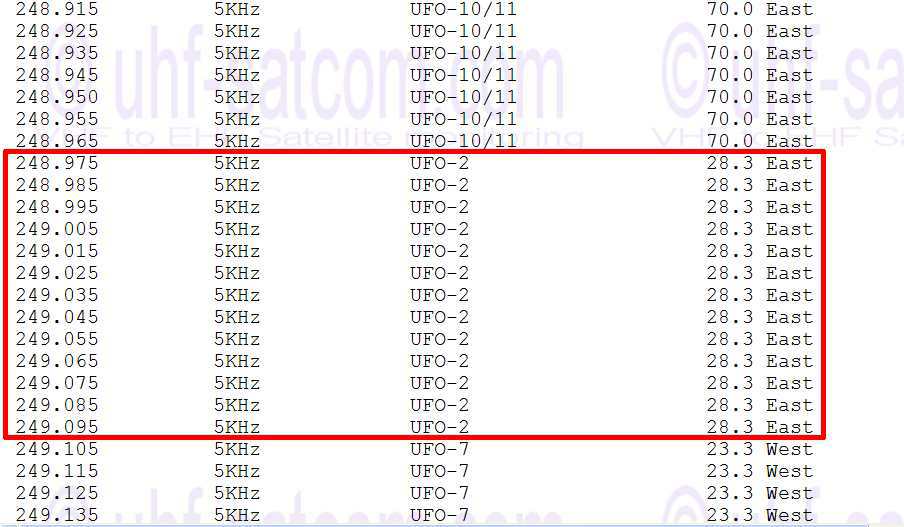 248.915 5KHz UFO-10/11 70.0 East
248.925 5KHz UFO-10/11 70.0 East
248.935 5KHz UFO-10/11 70.0 East
248.945 5KHz UFO-10/11 70.0 East
248.950 5KHz UFO-10/11 70.0 East
248.955 5KHz UFO-10/11 70.0 East
248.965 5KHz UFO-10/11 70.0 East
248.975 5KHz UFO-2 28.3 East
248.985 5KHz UFO-2 28.3 East
248.995 5KHz UFO-2 28.3 East
249.005 5KHz UFO-2 28.3 East
249.015 5KHz UFO-2 28.3 East
249.025 5KHz UFO-2 28.3 East
249.035 5KHz UFO-2 28.3 East
249.045 5KHz UFO-2 28.3 East
249.055 5KHz UFO-2 28.3 East
249.065 5KHz UFO-2 28.3 East
249.075 5KHz UFO-2 28.3 East
249.085 5KHz UFO-2 28.3 East
249.095 5KHz UFO-2 28.3 East
249.105 5KHz UFO-7 23.3 West
249.115 5KHz UFO-7 23.3 West
249.125 5KHz UFO-7 23.3 West
249.135 5KHz UFO-7 23.3 West
© uhf-satcom.com © uhf-sa
VHF to EHF Satellite monitoring VHF to EHF Sa